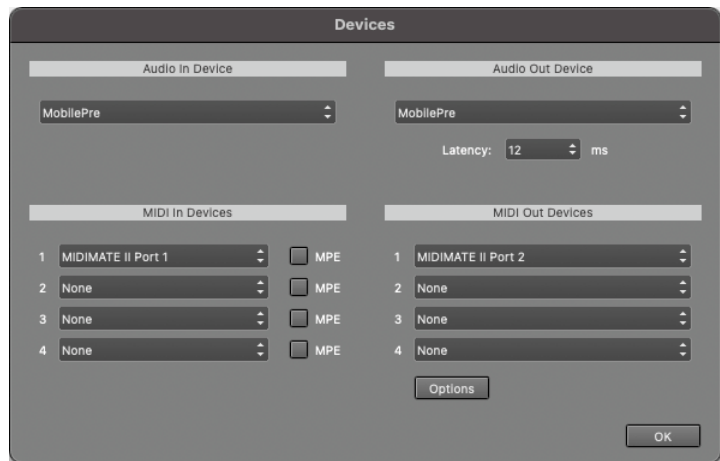 Devices
Audio In Device
Audio Out Device
MobilePre
MobilePre
Latency: 12 ms
MIDI In Devices
MIDI Out Devices
1 MIDIMATE II Port 1 MPE
1 MIDIMATE II Port 2
2 None MPE
2 None
3 None MPE
3 None
4 None MPE
4 None
Options
OK